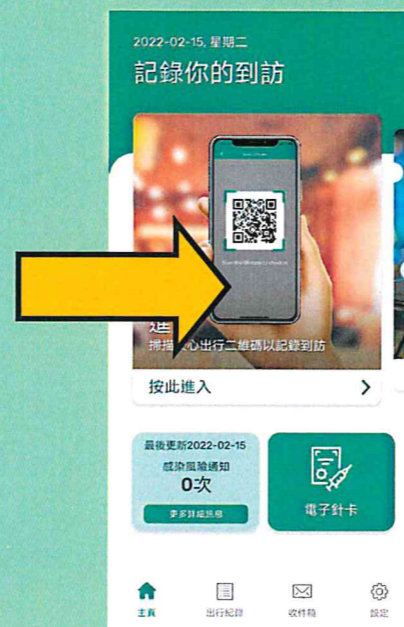 2022-02-15, 星期二
記錄你的到訪
進
掃描
心出行二維碼以記錄到訪
按此進入
最後更新2022-02-15
感染風險通知
0次
更多詳細訊息
電子針卡
主頁
出行紀錄
收件箱
設定